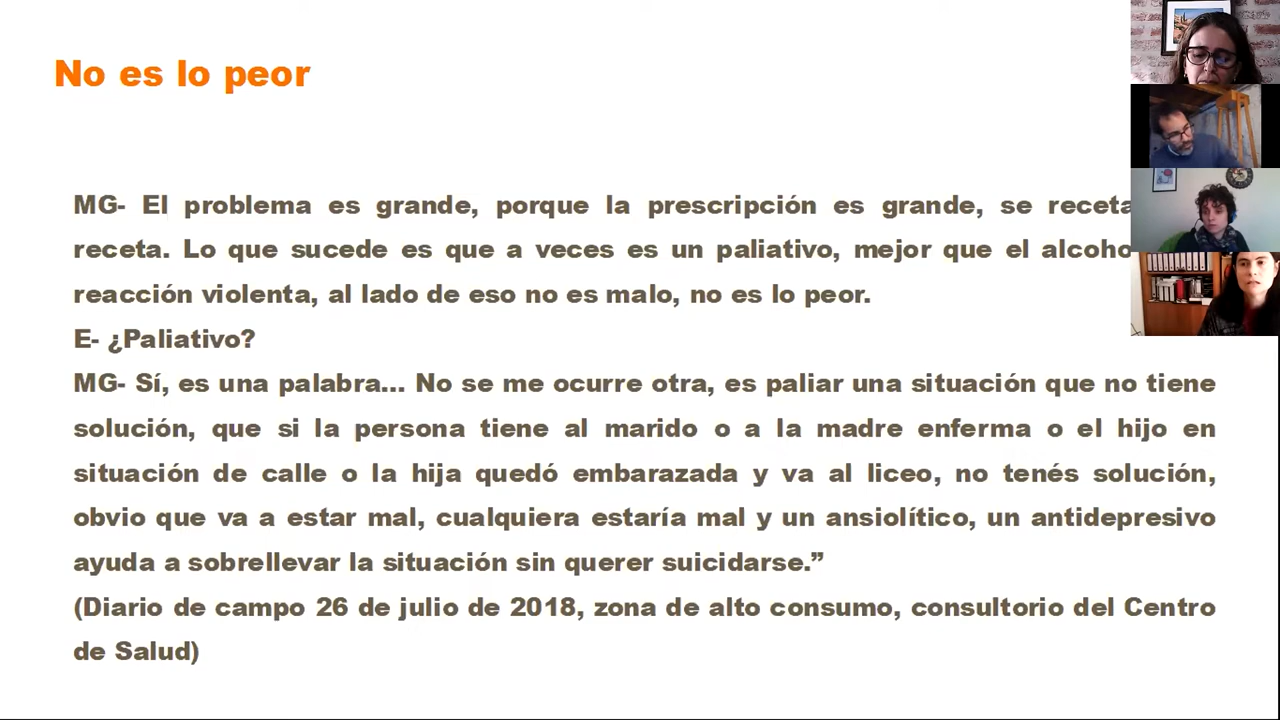 No es lo peor
MG- El problema es grande, porque la prescripción es grande, se receta
receta. Lo que sucede es que a veces es un paliativo, mejor que el
reacción violenta, al lado de eso no es malo, no es lo peor.
E- ¿Paliativo?
MG- Sí, es una palabra... No se me ocurre otra, es paliar una situación que no tiene
solución, que si la persona tiene al marido o a la madre enferma o el hijo en
situación de calle o la hija quedó embarazada y va al liceo, no tenés solución,
obvio que va a estar mal, cualquiera estaría mal y un ansiolítico, un antidepresivo
ayuda a sobrellevar la situación sin querer suicidarse.”
(Diario de campo 26 de julio de 2018, zona de alto consumo, consultorio del Centro
de Salud)